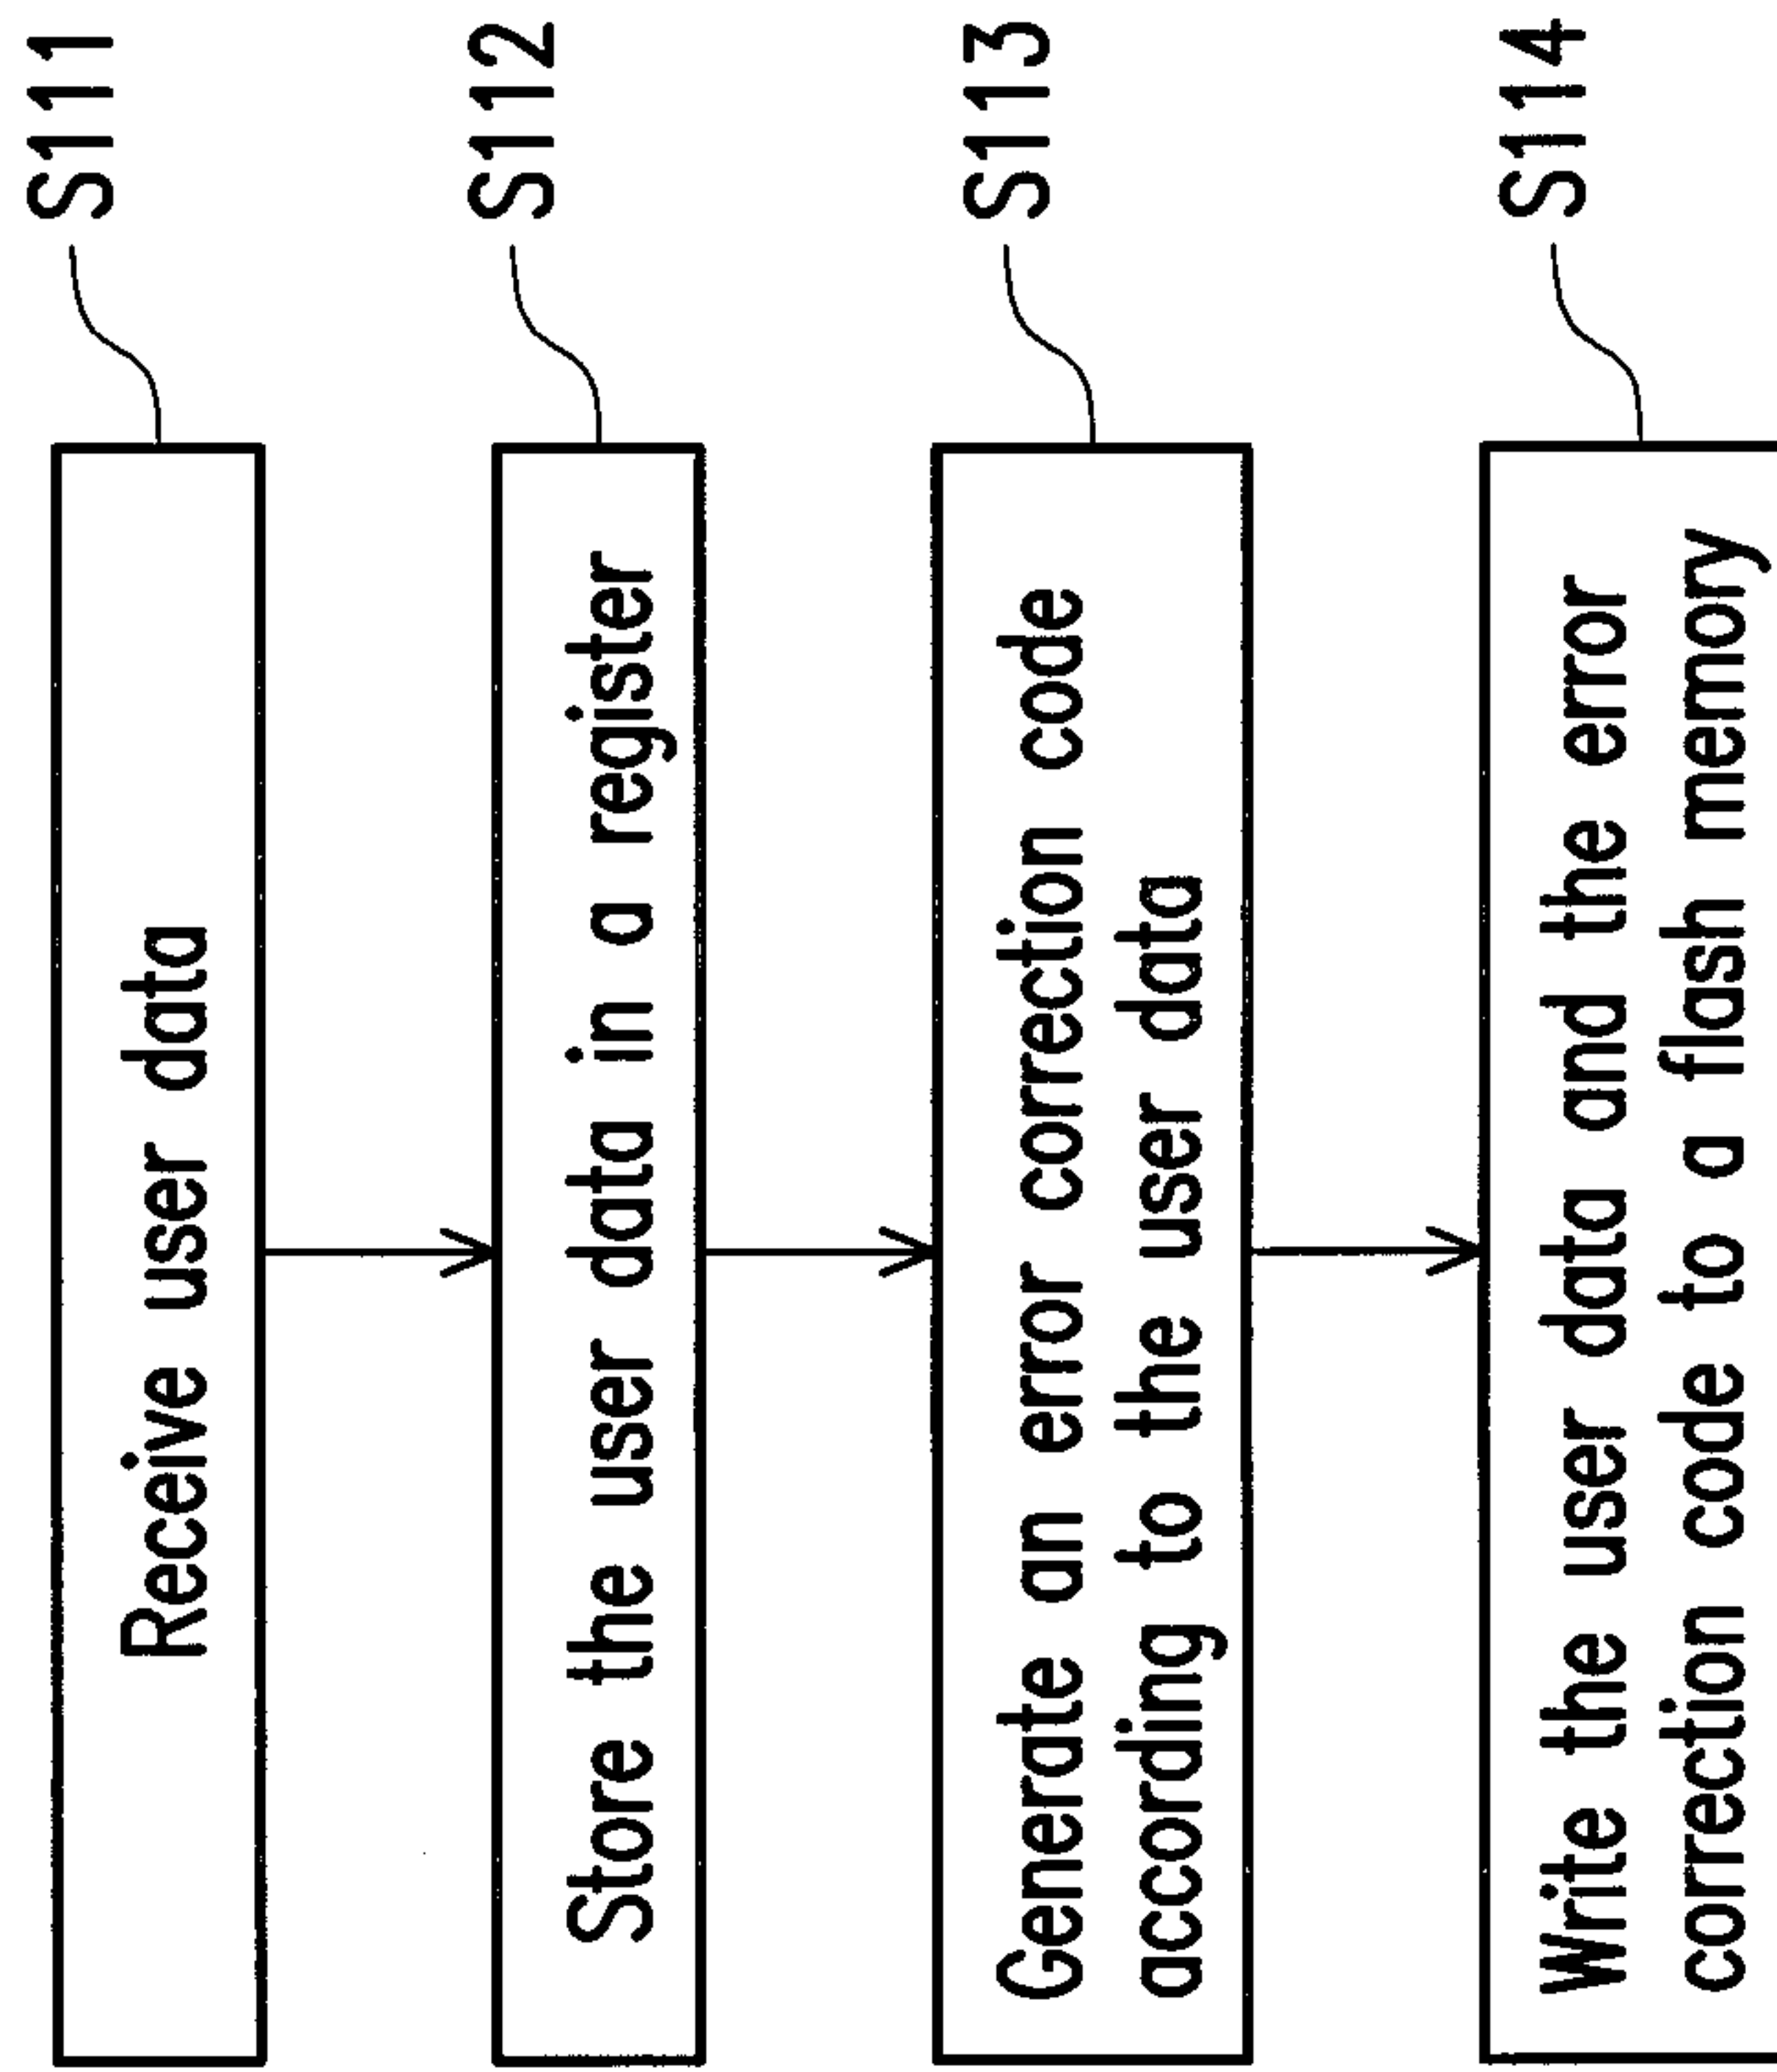 Receive user data
S111
Store the user data in a register
S112
Generate an error correction code
according to the user data
S113
Write the user data and the error
correction code to a flash memory
S114